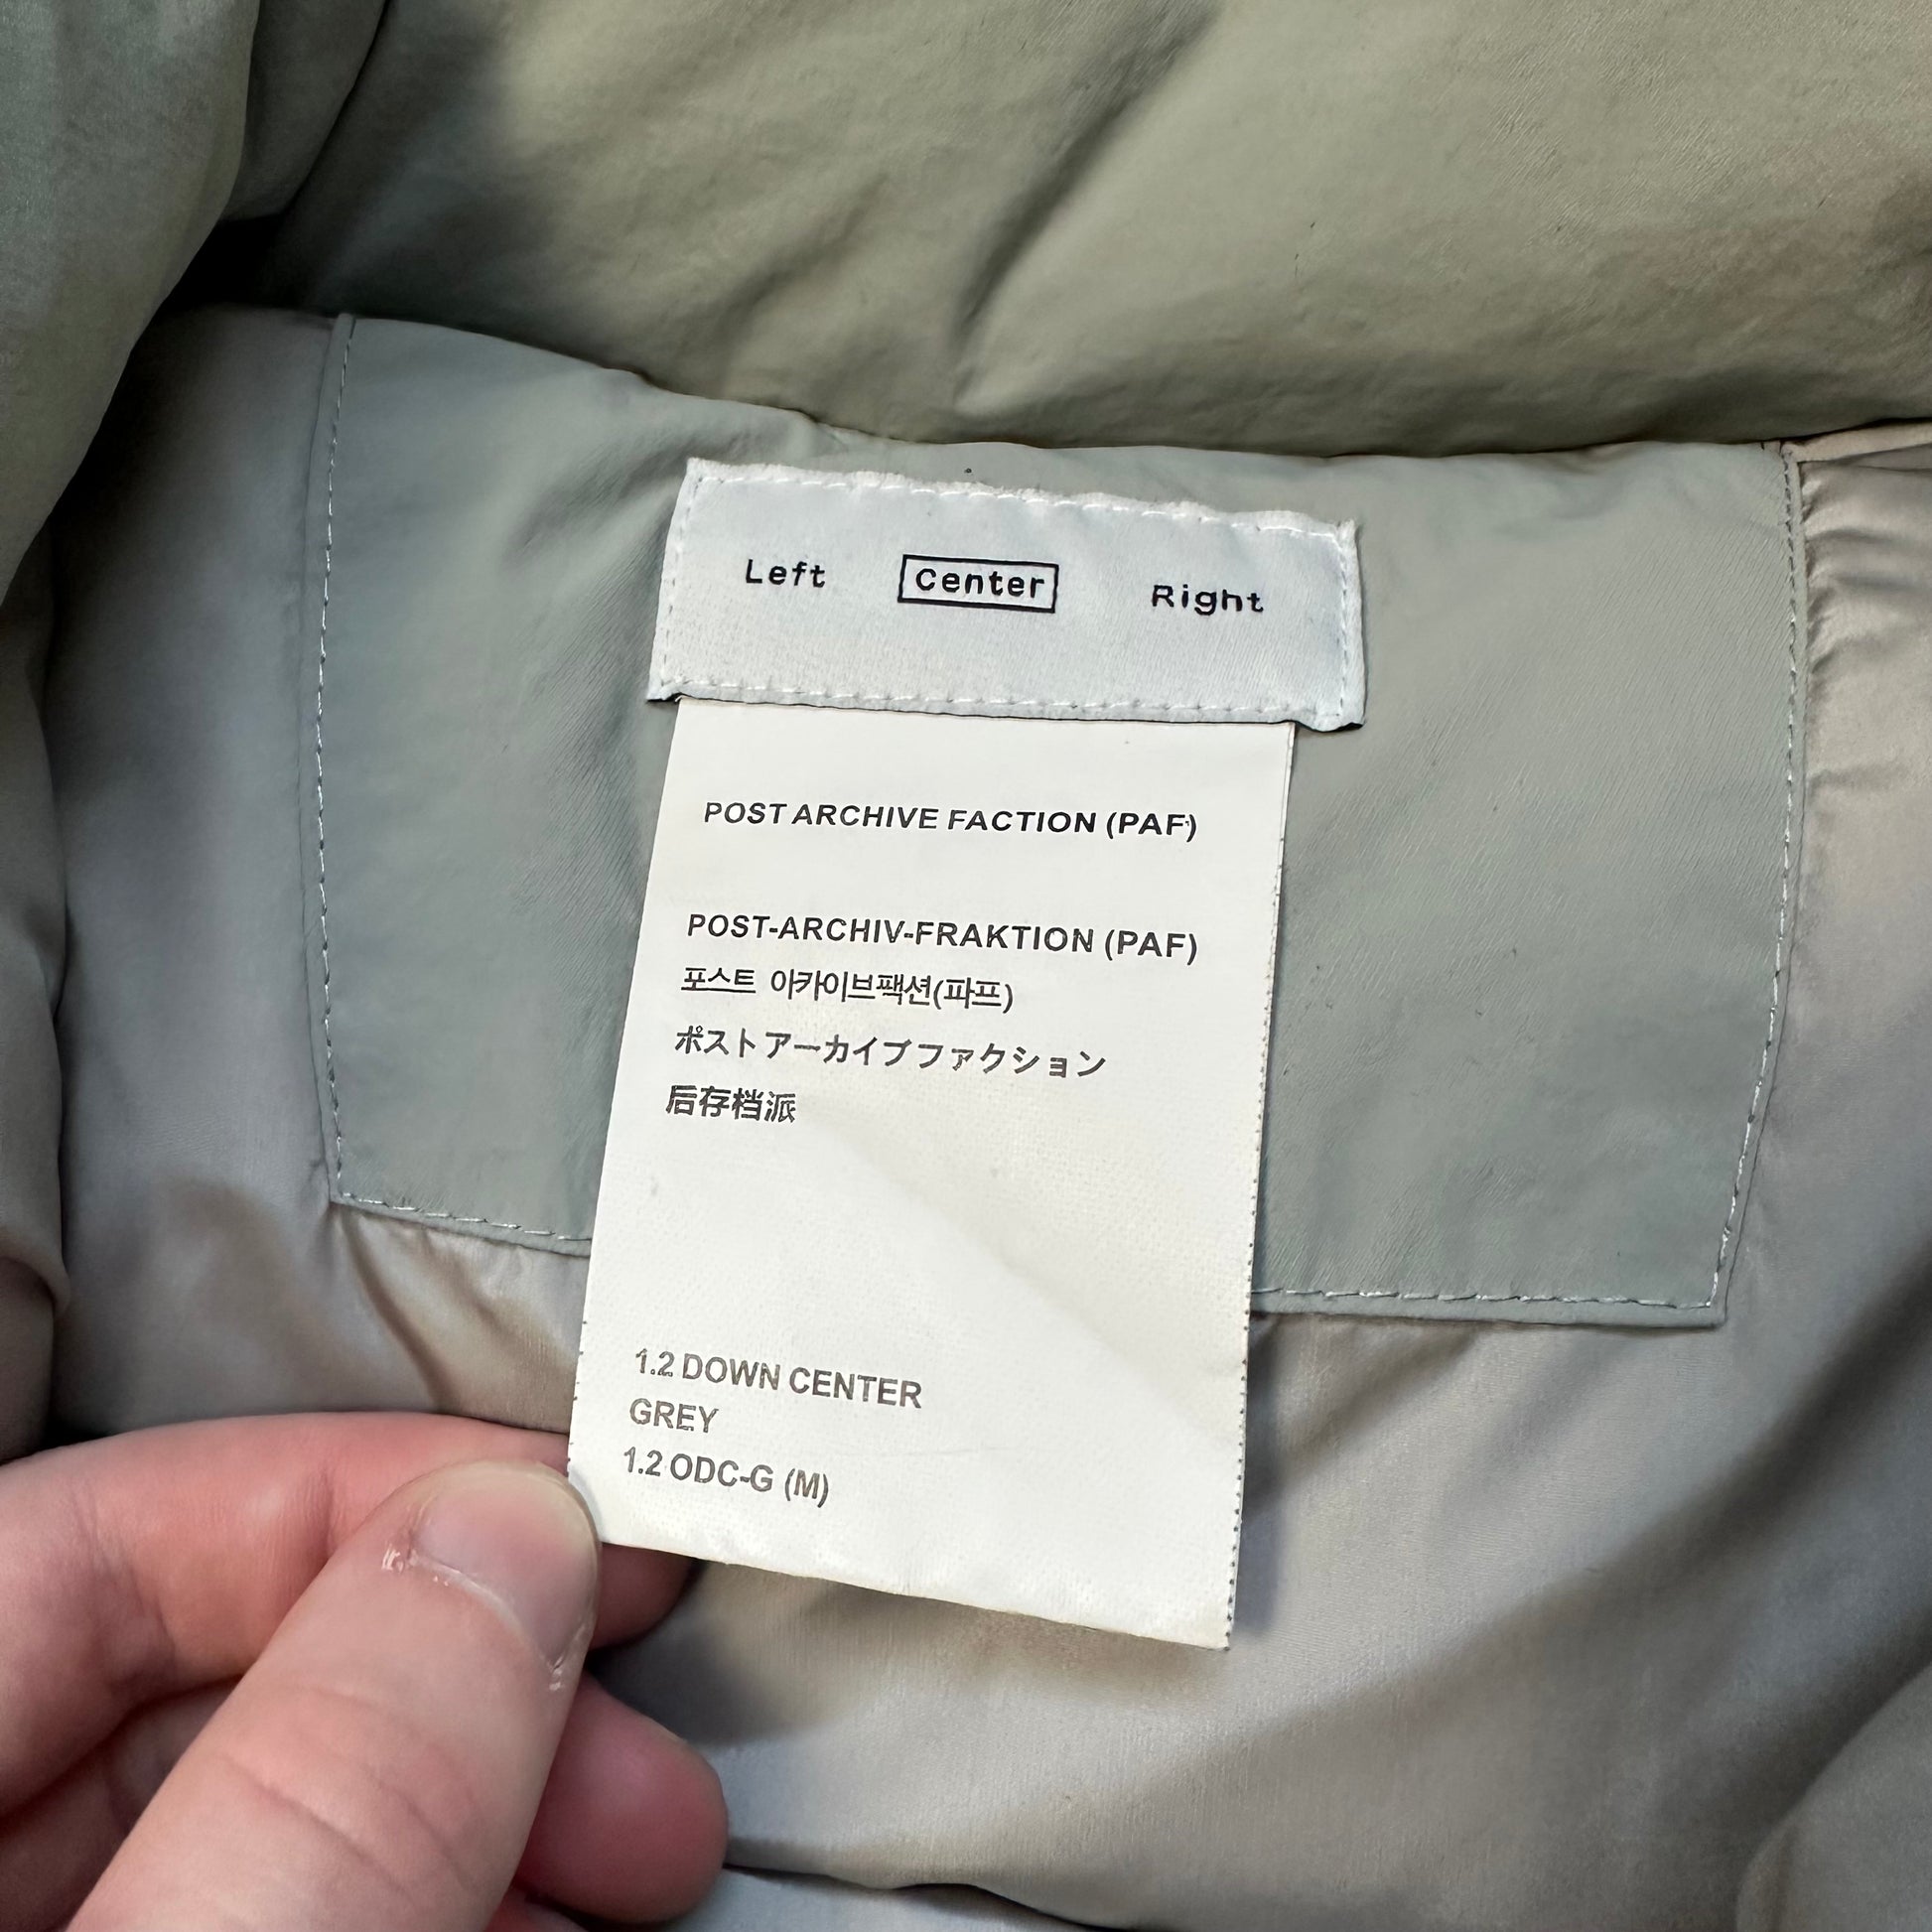 Left Center Right
POST ARCHIVE FACTION (PAF)
POST-ARCHIV-FRAKTION (PAF)
포스트 아카이브팩션(파프)
ポストアーカイブファクション
后存档派
1.2 DOWN CENTER
GREY
1.2 ODC-G (M)